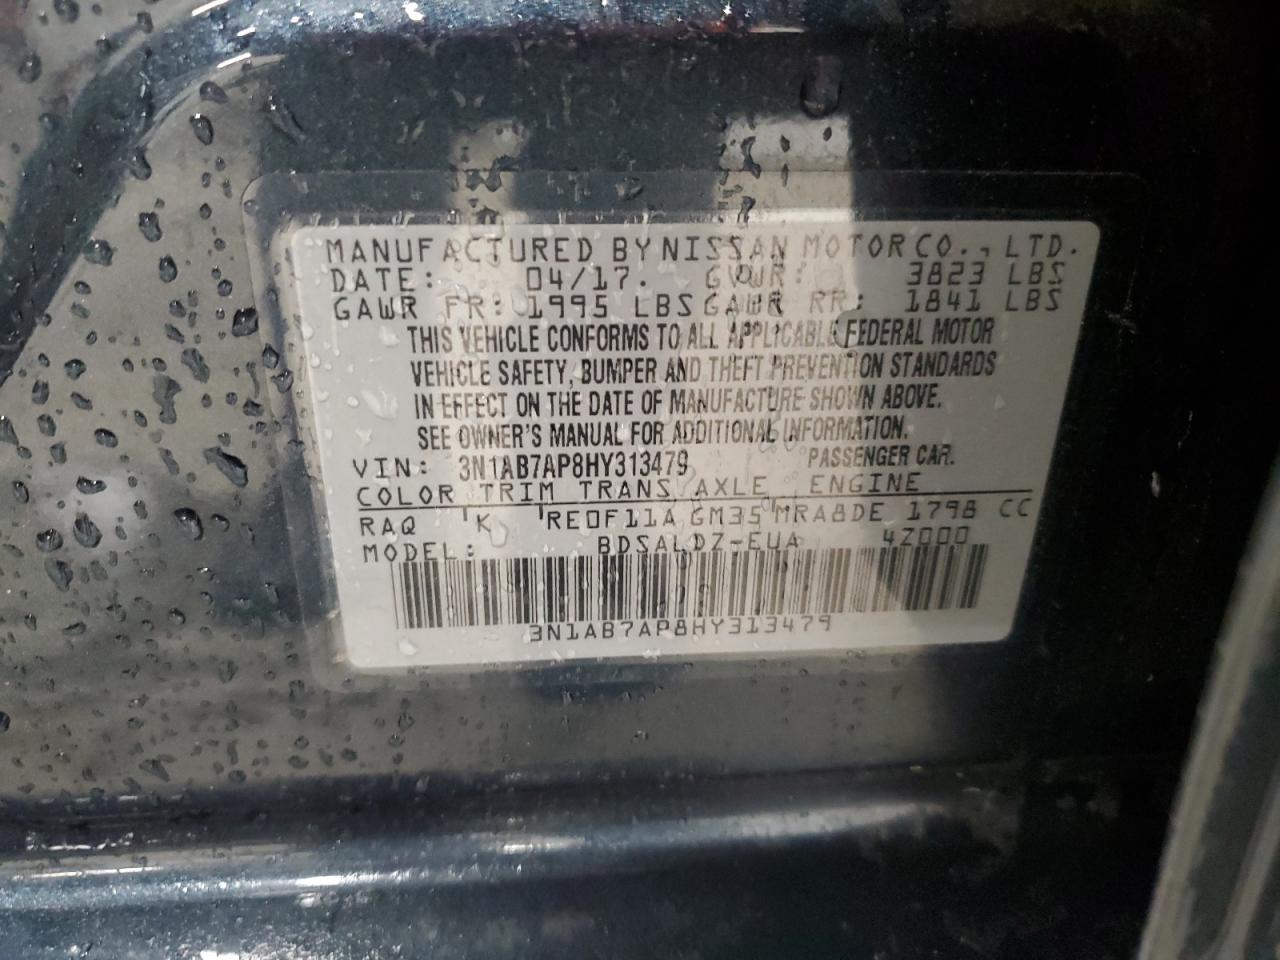 MANUFACTURED BY NISSAN MOTOR CO., LTD.
DATE: 04/17. GVWR: 3823 LBS
GAWR FR: 1995 LBS GAWR RR: 1841 LBS
THIS VEHICLE CONFORMS TO ALL APPLICABLE FEDERAL MOTOR
VEHICLE SAFETY, BUMPER AND THEFT PREVENTION STANDARDS
IN EFFECT ON THE DATE OF MANUFACTURE SHOWN ABOVE.
SEE OWNER'S MANUAL FOR ADDITIONAL INFORMATION.
VIN: 3N1AB7AP8HY313479 PASSENGER CAR.
COLOR TRIM TRANS AXLE ENGINE
RAQ K RE0F11A GM35 MRA8DE 1798 CC
MODEL: BDSALDZ-EUA 4Z000
3N1AB7AP8HY313479